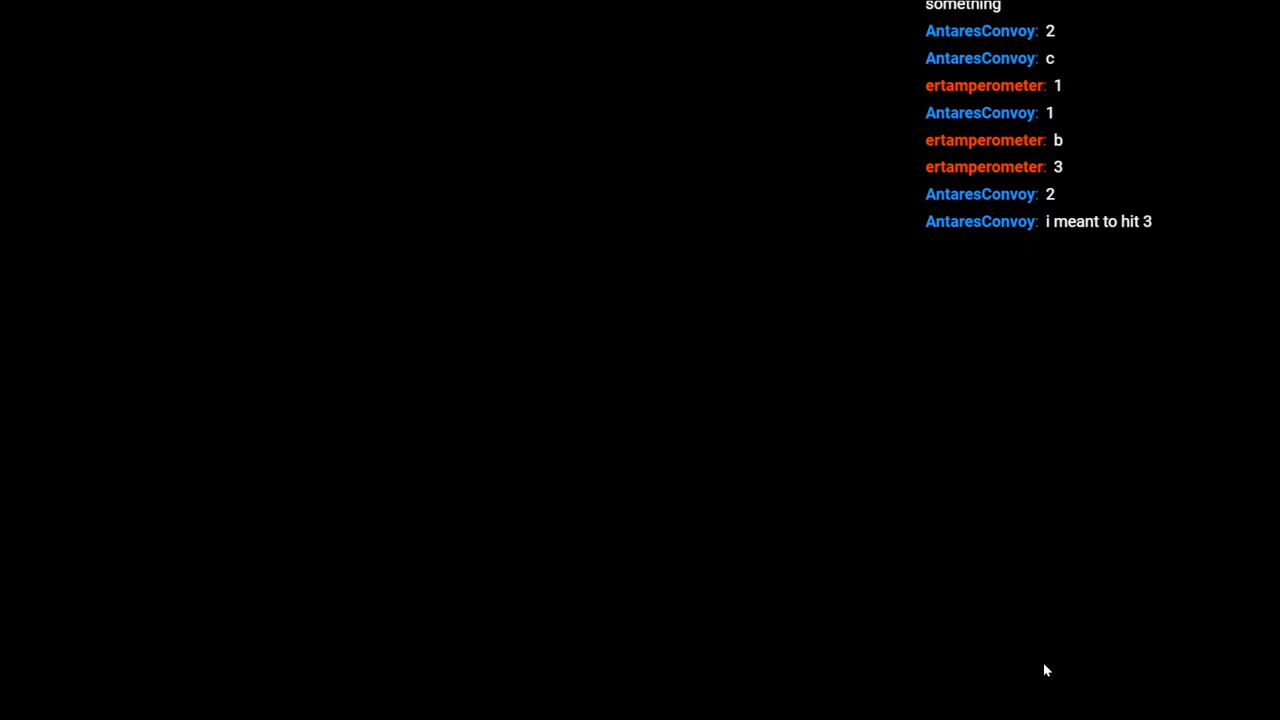 something
AntaresConvoy: 2
AntaresConvoy: c
ertamperometer: 1
AntaresConvoy: 1
ertamperometer: b
ertamperometer: 3
AntaresConvoy: 2
AntaresConvoy: i meant to hit 3